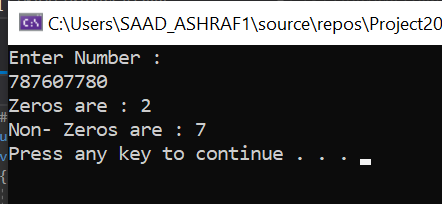 C:\Users\SAAD_ASHRAF1\source\repos\Project20
Enter Number :
787607780
Zeros are : 2
Non- Zeros are : 7
Press any key to continue . . .